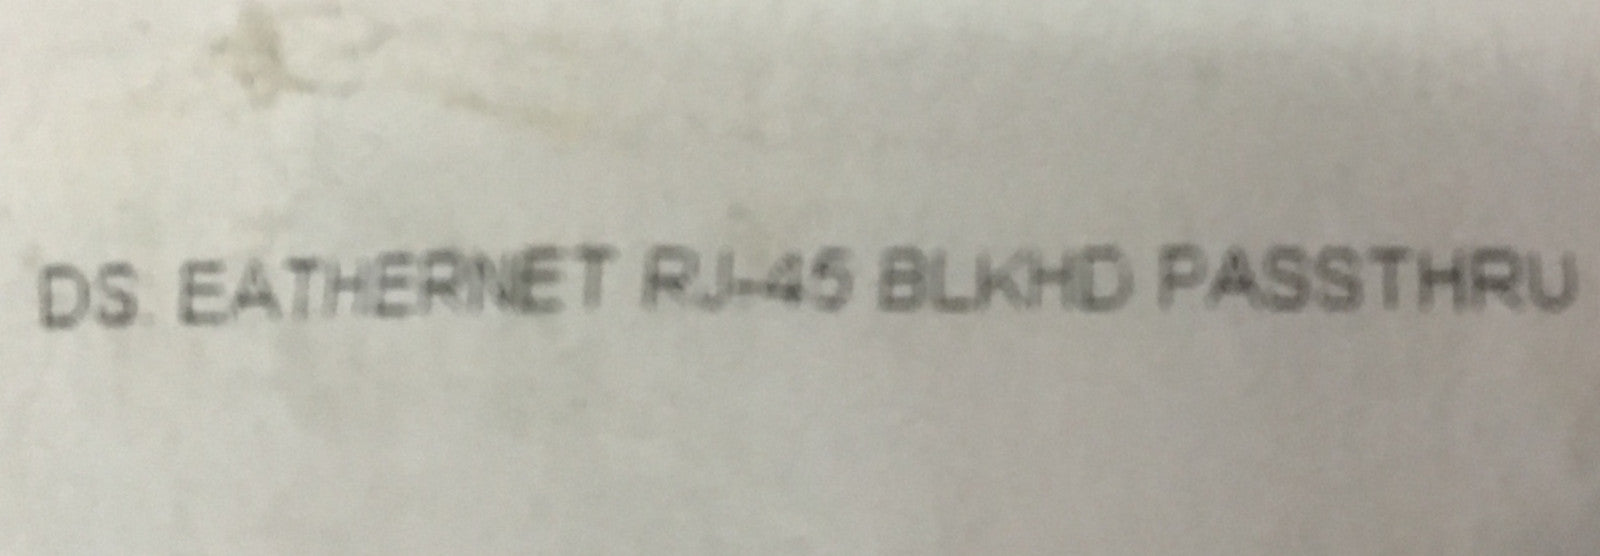 DS. EATHERNET RJ-45 BLKHD PASSTHRU